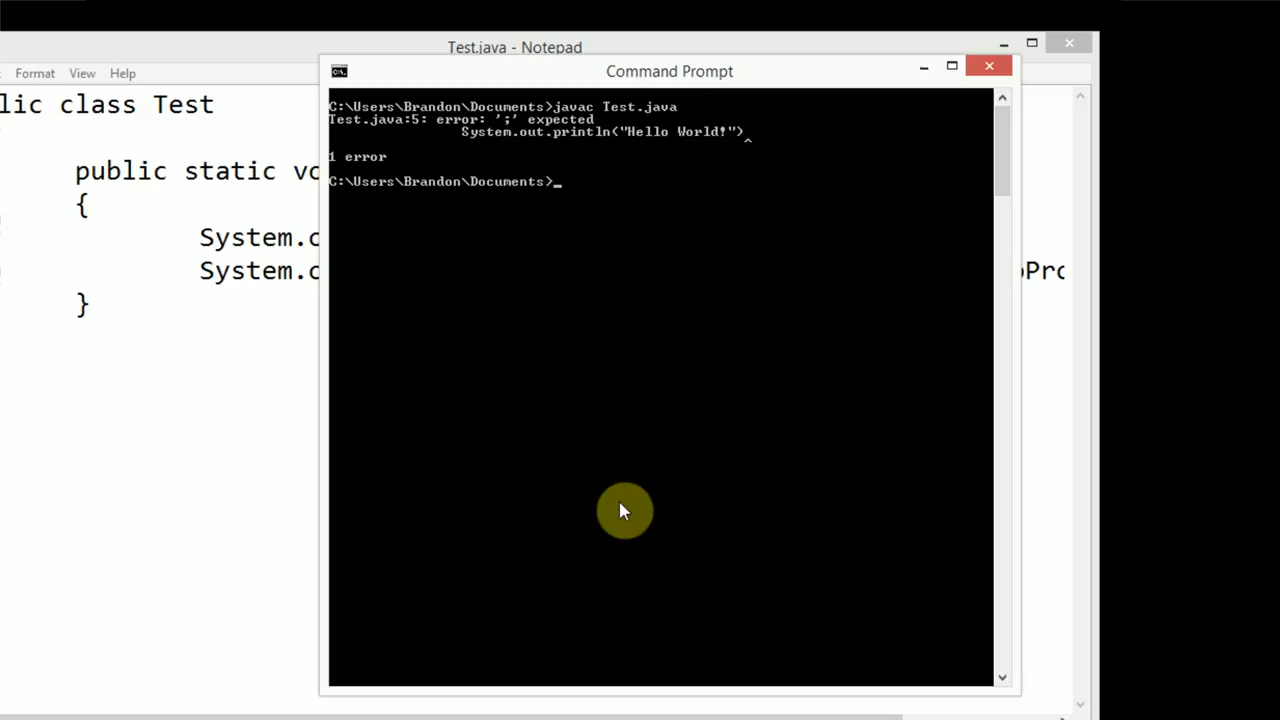 Test.java - Notepad
Format View Help
lic class Test
public static vo
{
System.o
System.o
oPro
}
Command Prompt
C:\Users\Brandon\Documents>javac Test.java
Test.java:5: error: ';' expected
System.out.println("Hello World!")
^
1 error
C:\Users\Brandon\Documents>_